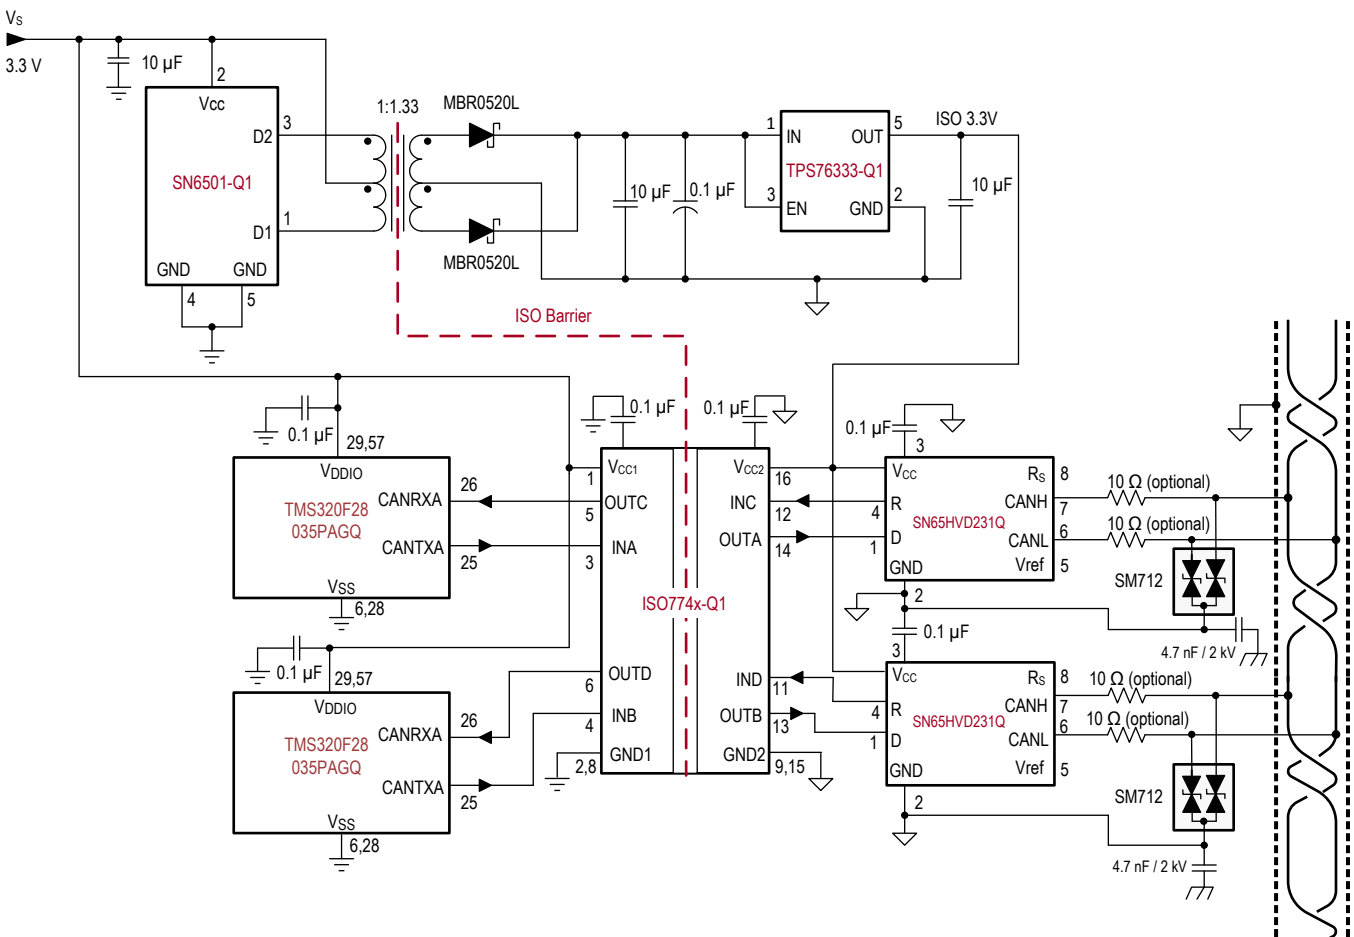 VS
3.3 V
10 µF
2
Vcc
D2
3
SN6501-Q1
D1
1
GND
GND
4
5
1:1.33
MBR0520L
MBR0520L
10 µF
0.1 µF
1
IN
OUT
5
TPS76333-Q1
3
EN
GND
2
ISO 3.3V
10 µF
ISO Barrier
0.1 µF
29,57
VDDIO
TMS320F28
035PAGQ
CANRXA
26
CANTXA
25
VSS
6,28
0.1 µF
29,57
VDDIO
TMS320F28
035PAGQ
CANRXA
26
CANTXA
25
VSS
6,28
0.1 µF
0.1 µF
1
VCC1
5
OUTC
3
INA
6
OUTD
4
INB
2,8
GND1
ISO774x-Q1
VCC2
16
INC
12
OUTA
14
IND
11
OUTB
13
GND2
9,15
0.1 µF
3
VCC
RS
8
4
R
CANH
7
SN65HVD231Q
1
D
CANL
6
GND
Vref
5
2
10 Ω (optional)
10 Ω (optional)
SM712
4.7 nF / 2 kV
0.1 µF
3
VCC
RS
8
4
R
CANH
7
SN65HVD231Q
1
D
CANL
6
GND
Vref
5
2
10 Ω (optional)
10 Ω (optional)
SM712
4.7 nF / 2 kV